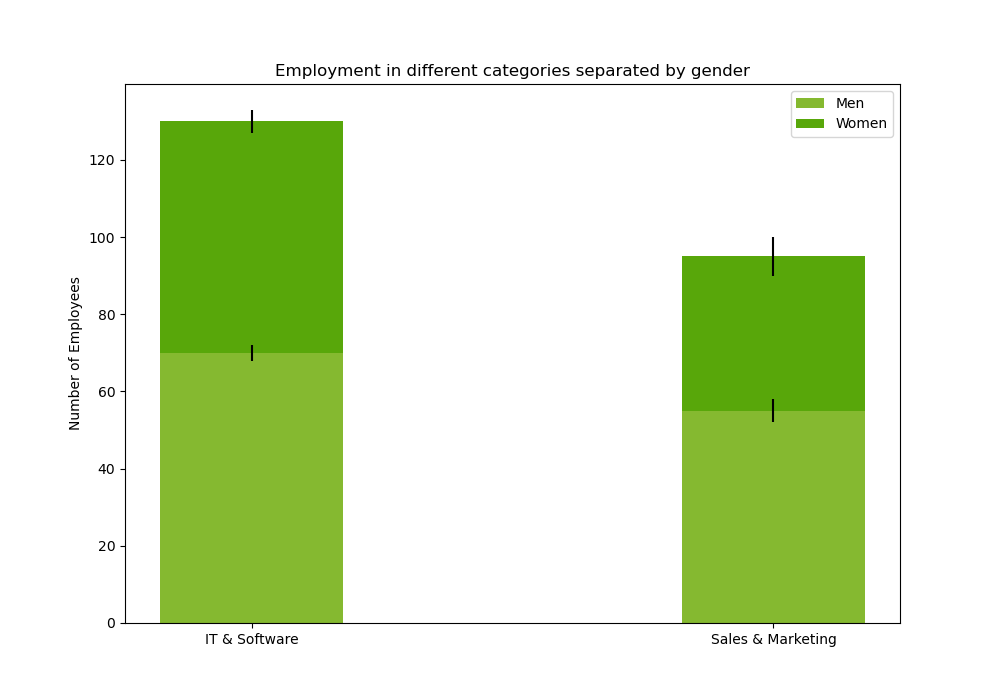 Employment in different categories separated by gender
Men
Women
Number of Employees
120
100
80
60
40
20
0
IT & Software
Sales & Marketing